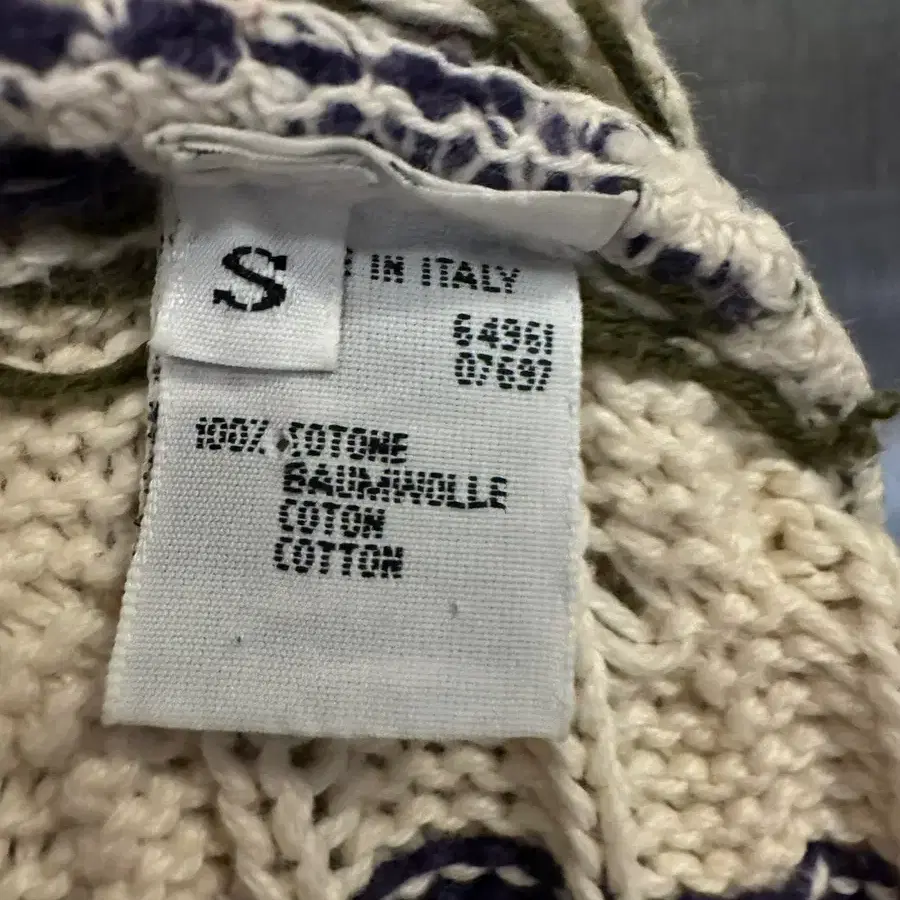 S
IN ITALY
64961
07697
100% COTONE
BAUMWOLLE
COTON
COTTON